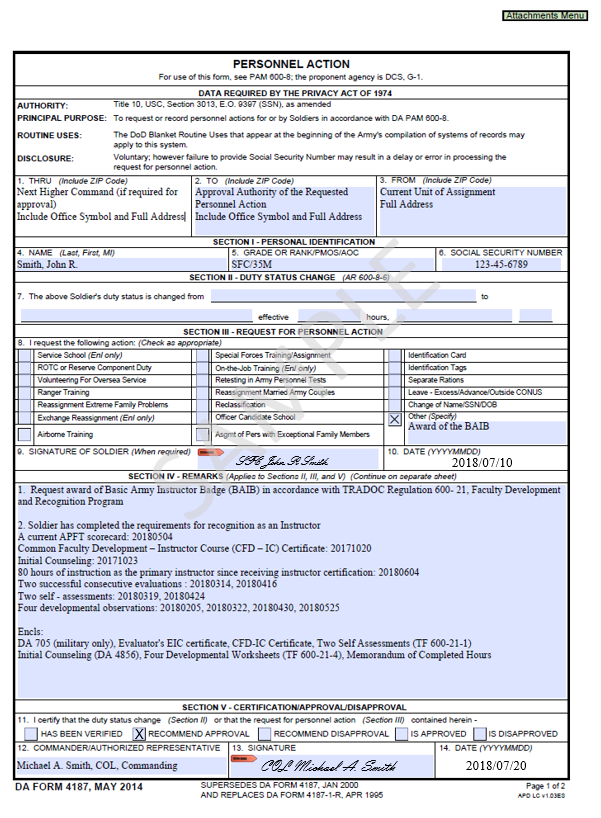 Attachments Menu
PERSONNEL ACTION
For use of this form, see PAM 600-8; the proponent agency is DCS, G-1.
DATA REQUIRED BY THE PRIVACY ACT OF 1974
AUTHORITY: Title 10, USC, Section 3013, E.O. 9397 (SSN), as amended
PRINCIPAL PURPOSE: To request or record personnel actions for or by Soldiers in accordance with DA PAM 600-8.
ROUTINE USES: The DoD Blanket Routine Uses that appear at the beginning of the Army's compilation of systems of records may
apply to this system.
DISCLOSURE: Voluntary; however failure to provide Social Security Number may result in a delay or error in processing the
request for personnel action.
1. THRU (Include ZIP Code)
Next Higher Command (if required for
approval)
Include Office Symbol and Full Address
2. TO (Include ZIP Code)
Approval Authority of the Requested
Personnel Action
Include Office Symbol and Full Address
3. FROM (Include ZIP Code)
Current Unit of Assignment
Full Address
SECTION I - PERSONAL IDENTIFICATION
4. NAME (Last, First, MI)
Smith, John R.
5. GRADE OR RANK/PMOS/AOC
SFC/35M
6. SOCIAL SECURITY NUMBER
123-45-6789
SECTION II - DUTY STATUS CHANGE (AR 600-8-6)
7. The above Soldier's duty status is changed from to
effective hours,
SECTION III - REQUEST FOR PERSONNEL ACTION
8. I request the following action: (Check as appropriate)
Service School (Enl only)
ROTC or Reserve Component Duty
Volunteering For Oversea Service
Ranger Training
Reassignment Extreme Family Problems
Exchange Reassignment (Enl only)
Airborne Training
Special Forces Training/Assignment
On-the-Job Training (Enl only)
Retesting in Army Personnel Tests
Reassignment Married Army Couples
Reclassification
Officer Candidate School
Asgmt of Pers with Exceptional Family Members
Identification Card
Identification Tags
Separate Rations
Leave - Excess/Advance/Outside CONUS
Change of Name/SSN/DOB
X Other (Specify)
Award of the BAIB
9. SIGNATURE OF SOLDIER (When required)
SFC John R Smith
10. DATE (YYYYMMDD)
2018/07/10
SECTION IV - REMARKS (Applies to Sections II, III, and V) (Continue on separate sheet)
1. Request award of Basic Army Instructor Badge (BAIB) in accordance with TRADOC Regulation 600- 21, Faculty Development
and Recognition Program
2. Soldier has completed the requirements for recognition as an Instructor
A current APFT scorecard: 20180504
Common Faculty Development – Instructor Course (CFD – IC) Certificate: 20171020
Initial Counseling: 20171023
80 hours of instruction as the primary instructor since receiving instructor certification: 20180604
Two successful consecutive evaluations : 20180314, 20180416
Two self - assessments: 20180319, 20180424
Four developmental observations: 20180205, 20180322, 20180430, 20180525
Encls:
DA 705 (military only), Evaluator's EIC certificate, CFD-IC Certificate, Two Self Assessments (TF 600-21-1)
Initial Counseling (DA 4856), Four Developmental Worksheets (TF 600-21-4), Memorandum of Completed Hours
SECTION V - CERTIFICATION/APPROVAL/DISAPPROVAL
11. I certify that the duty status change (Section II) or that the request for personnel action (Section III) contained herein -
HAS BEEN VERIFIED X RECOMMEND APPROVAL RECOMMEND DISAPPROVAL IS APPROVED IS DISAPPROVED
12. COMMANDER/AUTHORIZED REPRESENTATIVE
Michael A. Smith, COL, Commanding
13. SIGNATURE
COL Michael A. Smith
14. DATE (YYYYMMDD)
2018/07/20
DA FORM 4187, MAY 2014
SUPERSEDES DA FORM 4187, JAN 2000
AND REPLACES DA FORM 4187-1-R, APR 1995
Page 1 of 2
APD LC v1.03ES
SAMPLE